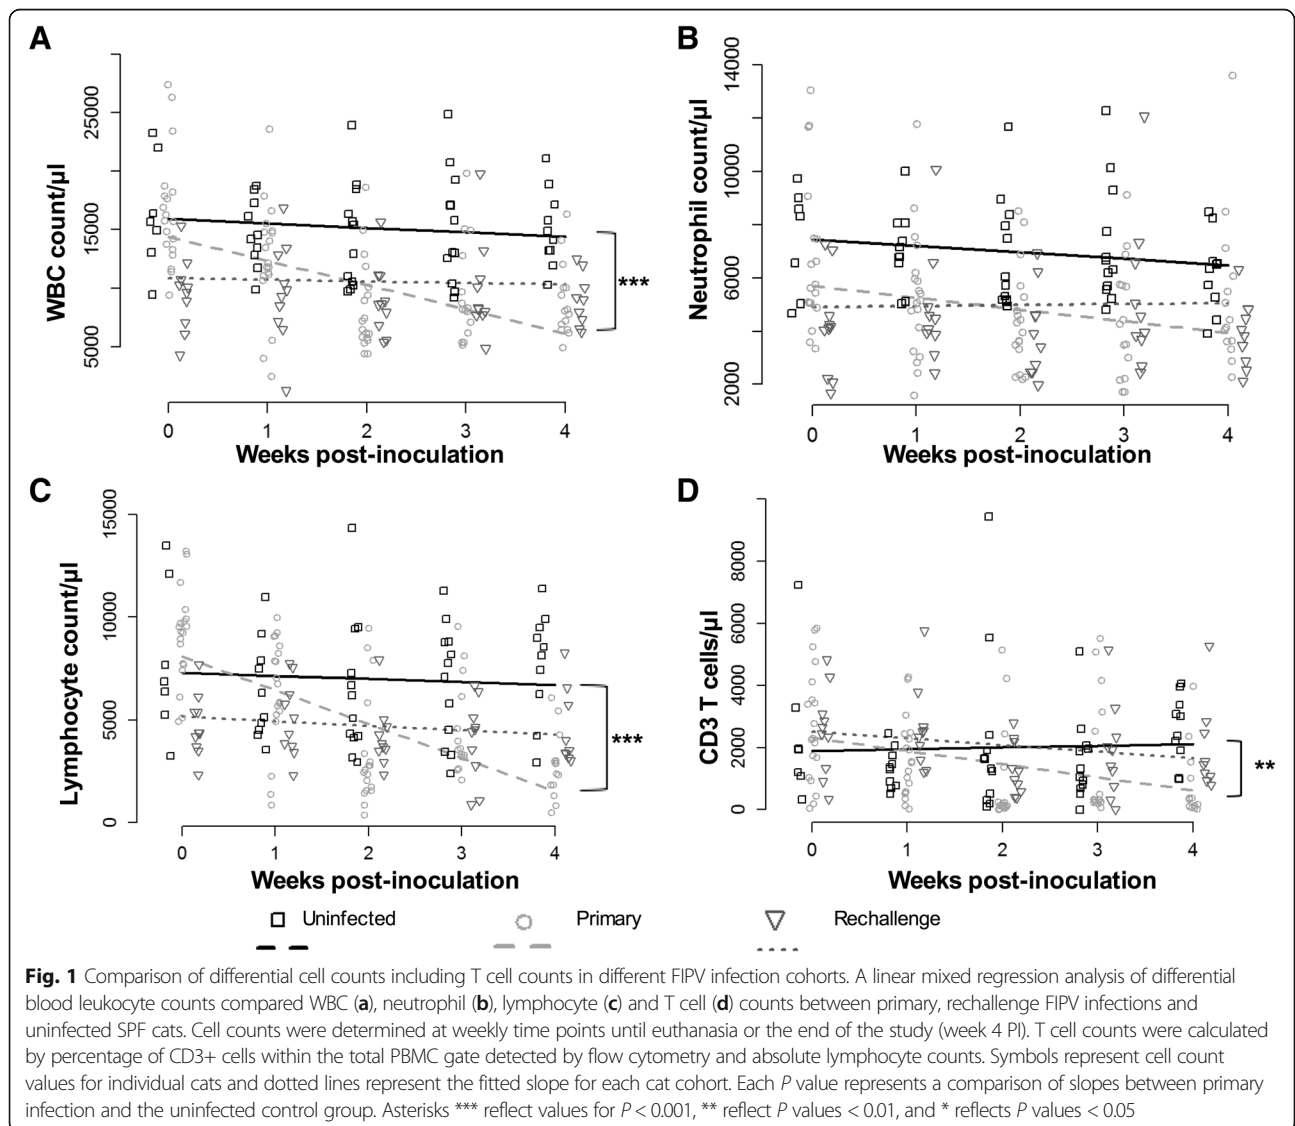 A
WBC count/µl
25000
15000
5000
0 1 2 3 4
Weeks post-inoculation
***
B
Neutrophil count/µl
14000
10000
6000
2000
0 1 2 3 4
Weeks post-inoculation
C
Lymphocyte count/µl
15000
10000
5000
0
0 1 2 3 4
Weeks post-inoculation
***
D
CD3 T cells/µl
8000
6000
4000
2000
0
0 1 2 3 4
Weeks post-inoculation
**
Uninfected Primary Rechallenge
Fig. 1 Comparison of differential cell counts including T cell counts in different FIPV infection cohorts. A linear mixed regression analysis of differential
blood leukocyte counts compared WBC (a), neutrophil (b), lymphocyte (c) and T cell (d) counts between primary, rechallenge FIPV infections and
uninfected SPF cats. Cell counts were determined at weekly time points until euthanasia or the end of the study (week 4 PI). T cell counts were calculated
by percentage of CD3+ cells within the total PBMC gate detected by flow cytometry and absolute lymphocyte counts. Symbols represent cell count
values for individual cats and dotted lines represent the fitted slope for each cat cohort. Each P value represents a comparison of slopes between primary
infection and the uninfected control group. Asterisks *** reflect values for P < 0.001, ** reflect P values < 0.01, and * reflects P values < 0.05